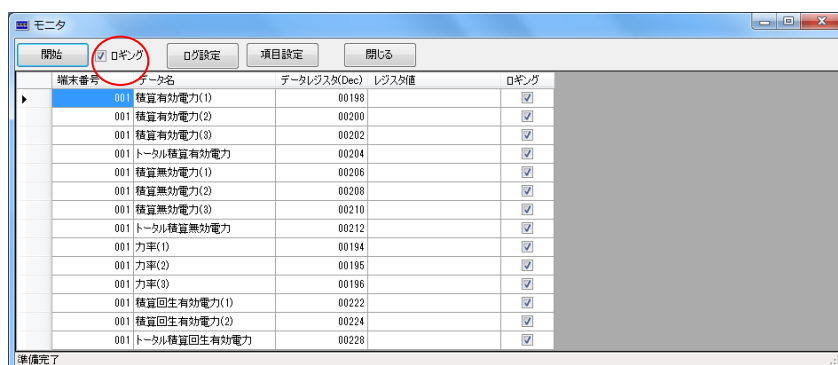 モニタ
開始 ロギング ログ設定 項目設定 閉じる
端末番号 データ名 データレジスタ(Dec) レジスタ値 ロギング
001 積算有効電力(1) 00198
001 積算有効電力(2) 00200
001 積算有効電力(3) 00202
001 トータル積算有効電力 00204
001 積算無効電力(1) 00206
001 積算無効電力(2) 00208
001 積算無効電力(3) 00210
001 トータル積算無効電力 00212
001 力率(1) 00194
001 力率(2) 00195
001 力率(3) 00196
001 積算回生有効電力(1) 00222
001 積算回生有効電力(2) 00224
001 トータル積算回生有効電力 00228
準備完了